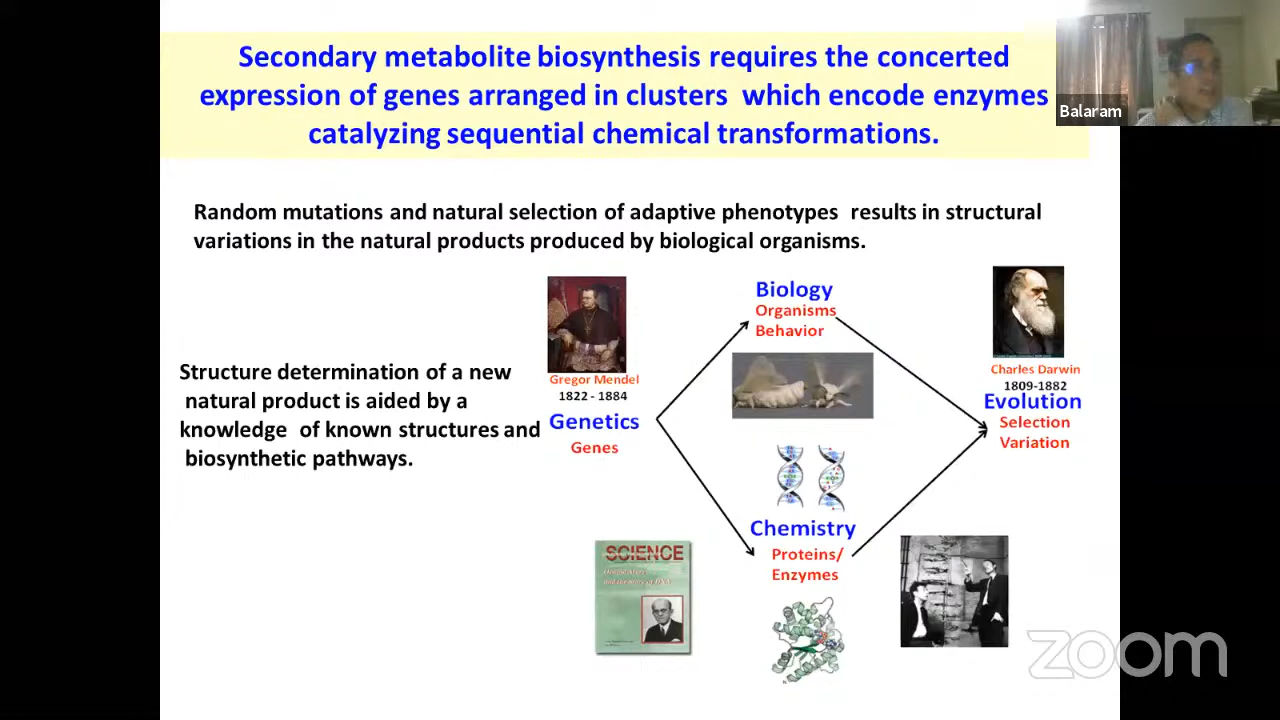 Secondary metabolite biosynthesis requires the concerted
expression of genes arranged in clusters which encode enzymes
catalyzing sequential chemical transformations.
Balaram
Random mutations and natural selection of adaptive phenotypes results in structural
variations in the natural products produced by biological organisms.
Structure determination of a new
natural product is aided by a
knowledge of known structures and
biosynthetic pathways.
Gregor Mendel
1822 - 1884
Genetics
Genes
Biology
Organisms
Behavior
Charles Darwin
1809-1882
Evolution
Selection
Variation
Chemistry
Proteins/
Enzymes
SCIENCE
zoom